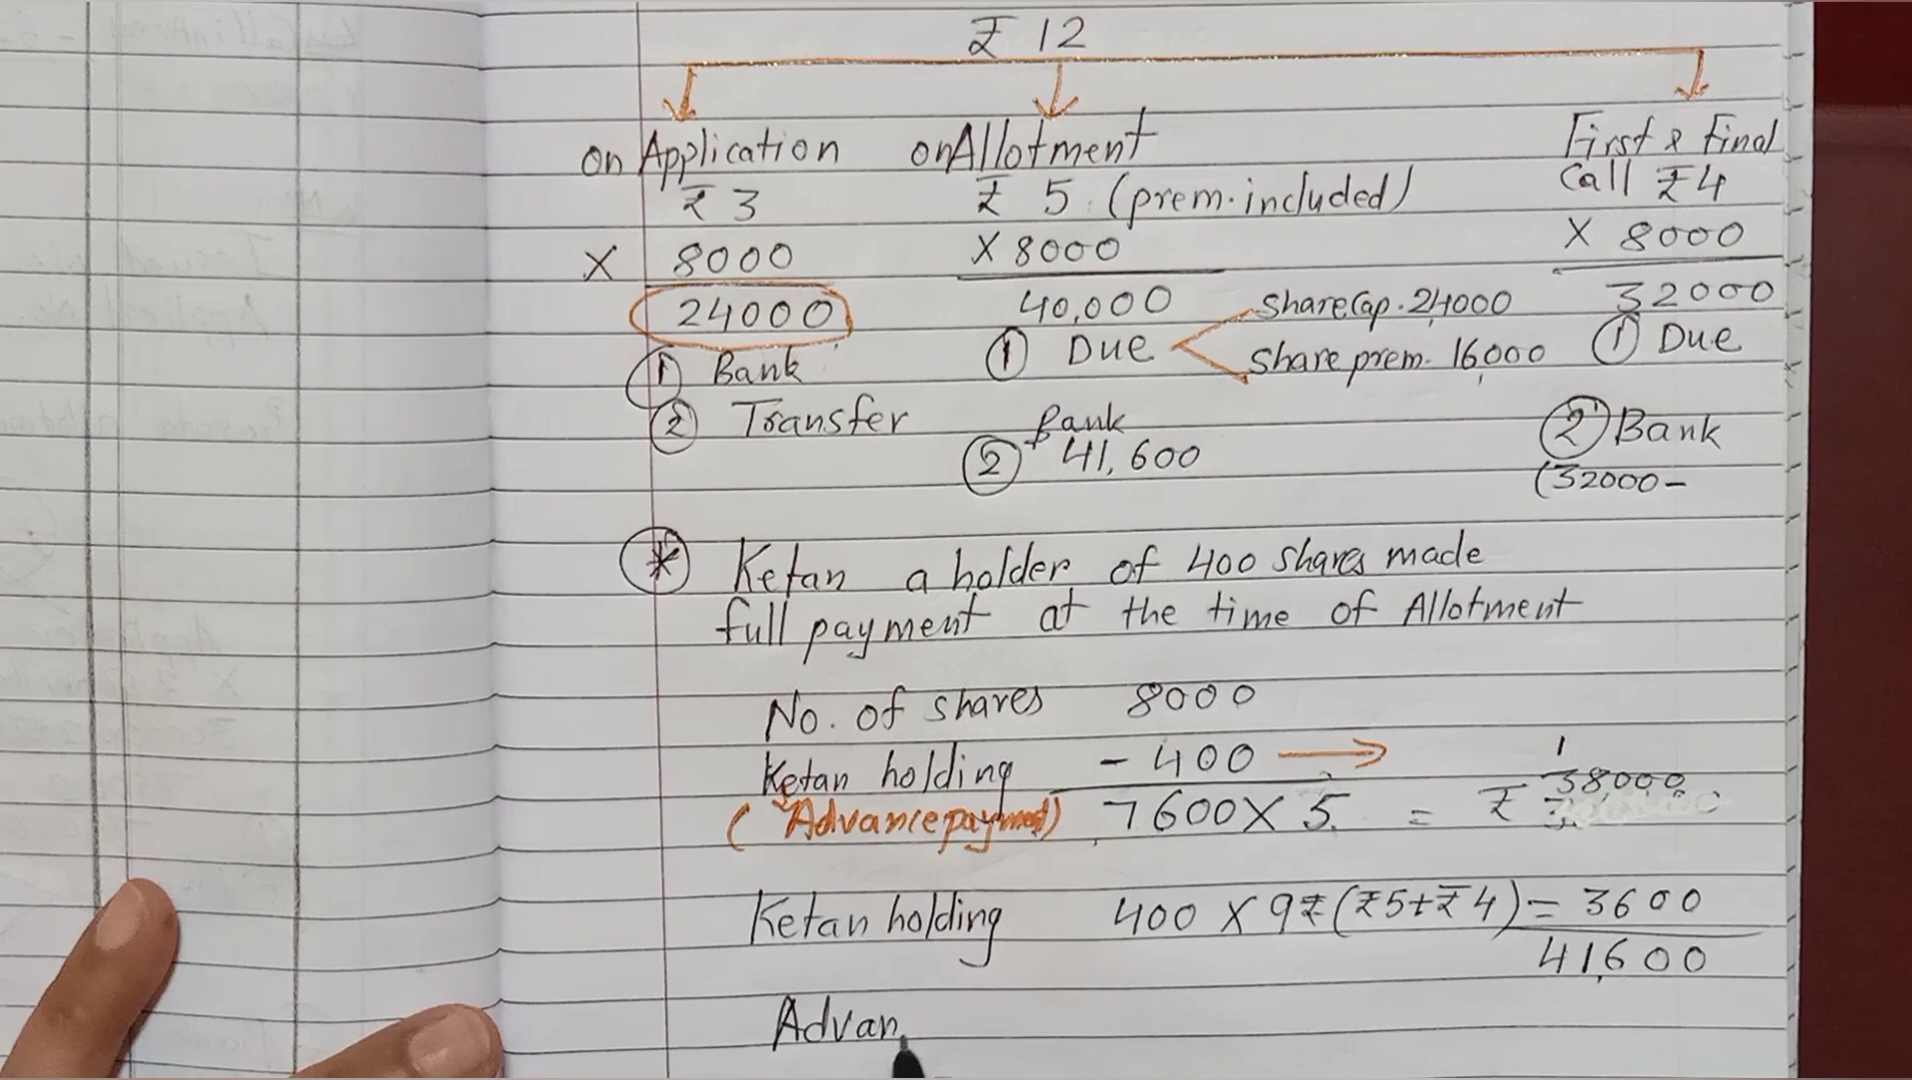 ₹ 12
on Application onAllotment First & Final
₹ 3 ₹ 5 (prem. included) Call ₹4
X 8000 X 8000 X 8000
24000 40,000 Share Cap. 24000 32000
① Bank ① Due Share prem. 16,000 ① Due
② Transfer Bank ② Bank
② 41,600 (32000 -
* Ketan a holder of 400 shares made
full payment at the time of Allotment
No. of shares 8000
Ketan holding - 400
(Advance payment) 7600 X 5 = ₹ 38,000
Ketan holding 400 X 9₹ (₹5+₹4) = 3600
41,600
Advan